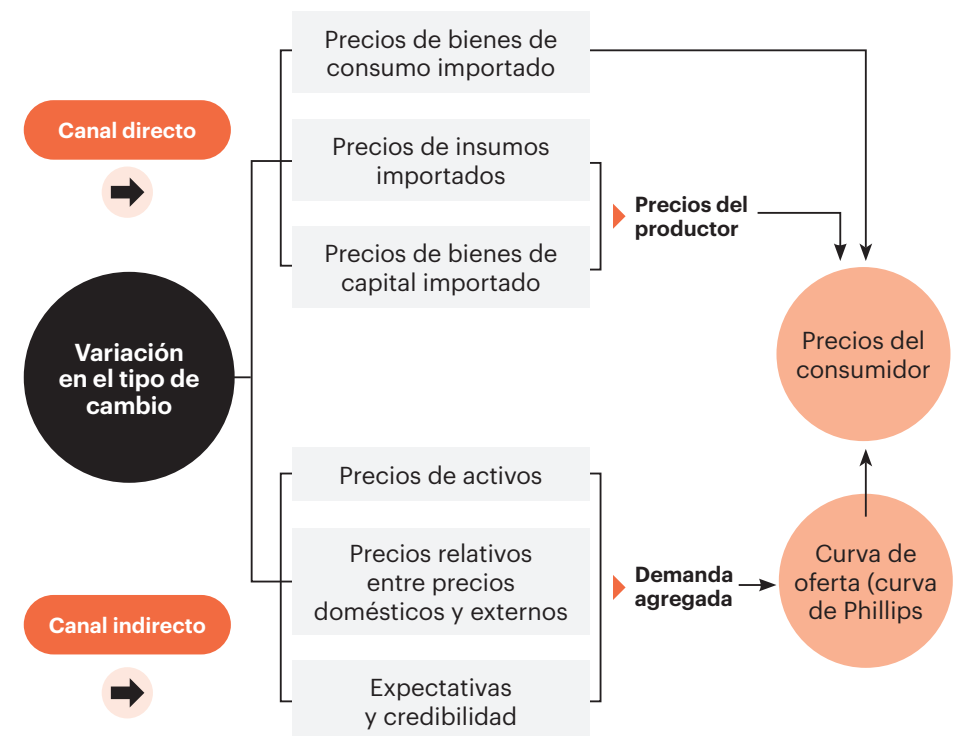 Precios de bienes de
consumo importado
Canal directo
Precios de insumos
importados
Precios del
productor
Precios de bienes de
capital importado
Variación
en el tipo de
cambio
Precios del
consumidor
Precios de activos
Precios relativos
entre precios
domésticos y externos
Demanda
agregada
Curva de
oferta (curva
de Phillips
Canal indirecto
Expectativas
y credibilidad